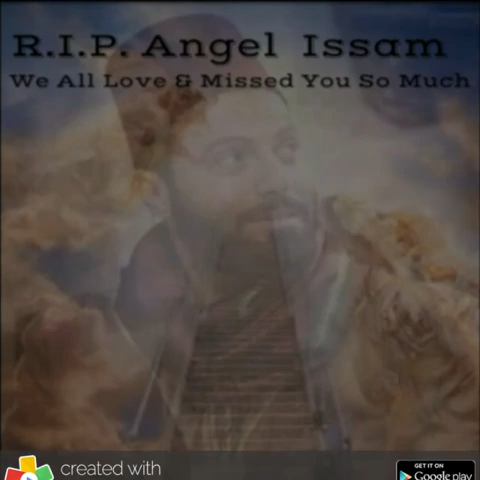 R.I.P. Angel Issam
We All Love & Missed You So Much
created with
GET IT ON
Google play